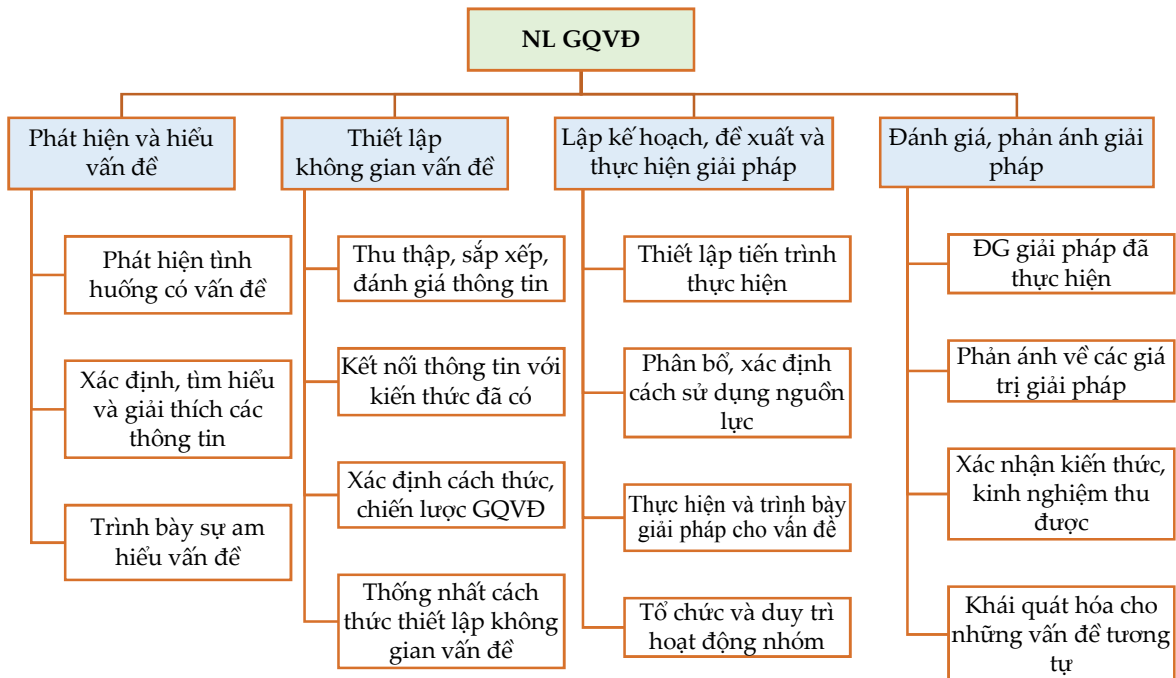 NL GQVĐ
Phát hiện và hiểu
vấn đề
Phát hiện tình
huống có vấn đề
Xác định, tìm hiểu
và giải thích các
thông tin
Trình bày sự am
hiểu vấn đề
Thiết lập
không gian vấn đề
Thu thập, sắp xếp,
đánh giá thông tin
Kết nối thông tin với
kiến thức đã có
Xác định cách thức,
chiến lược GQVĐ
Thống nhất cách
thức thiết lập không
gian vấn đề
Lập kế hoạch, đề xuất và
thực hiện giải pháp
Thiết lập tiến trình
thực hiện
Phân bổ, xác định
cách sử dụng nguồn
lực
Thực hiện và trình bày
giải pháp cho vấn đề
Tổ chức và duy trì
hoạt động nhóm
Đánh giá, phản ánh giải
pháp
ĐG giải pháp đã
thực hiện
Phản ánh về các giá
trị giải pháp
Xác nhận kiến thức,
kinh nghiệm thu
được
Khái quát hóa cho
những vấn đề tương
tự